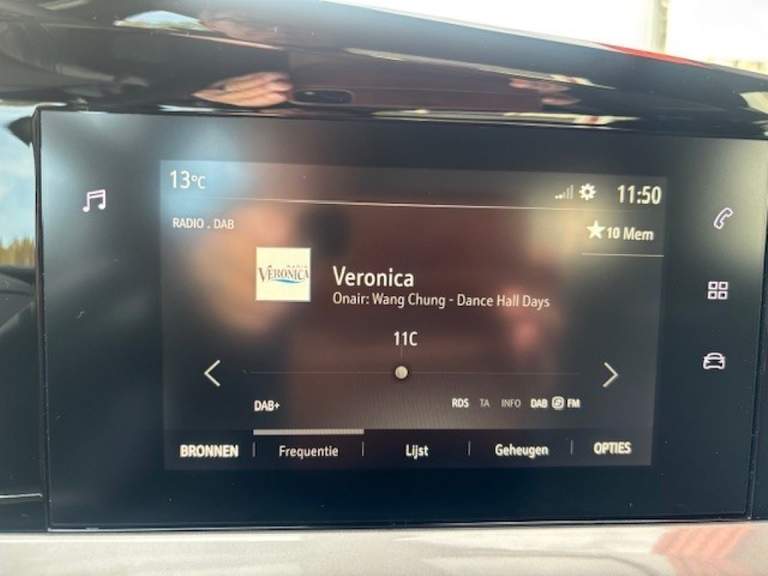 13°C
11:50
RADIO . DAB
★10 Mem
RADIO
VERONICA
Veronica
Onair: Wang Chung - Dance Hall Days
11C
DAB+
RDS TA INFO DAB FM
BRONNEN Frequentie Lijst Geheugen OPTIES